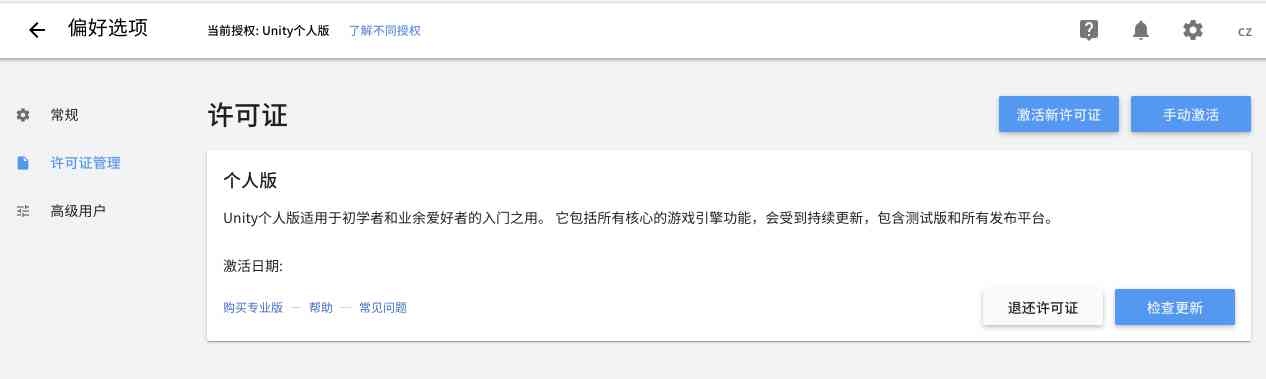 偏好选项
当前授权: Unity个人版 了解不同授权
cz
常规
许可证管理
高级用户
许可证
激活新许可证
手动激活
个人版
Unity个人版适用于初学者和业余爱好者的入门之用。 它包括所有核心的游戏引擎功能，会受到持续更新，包含测试版和所有发布平台。
激活日期:
购买专业版 — 帮助 — 常见问题
退还许可证
检查更新